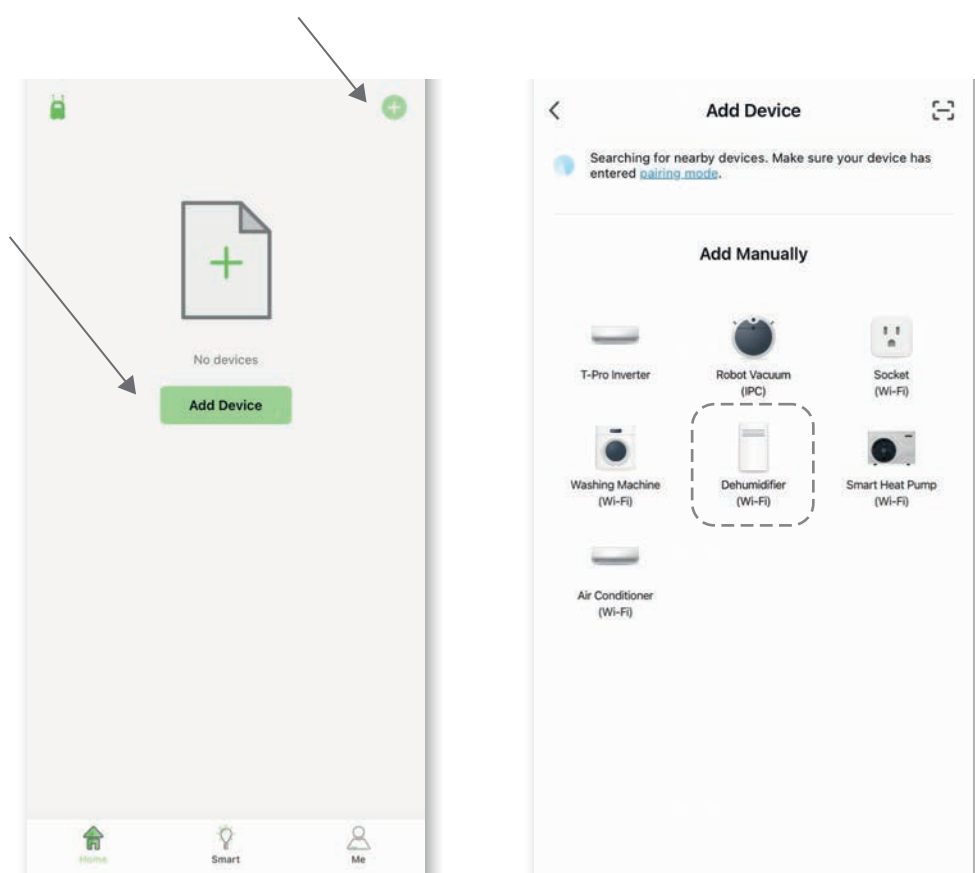 No devices
Add Device
Home
Smart
Me
Add Device
Searching for nearby devices. Make sure your device has
entered pairing mode.
Add Manually
T-Pro Inverter
Robot Vacuum
(IPC)
Socket
(Wi-Fi)
Washing Machine
(Wi-Fi)
Dehumidifier
(Wi-Fi)
Smart Heat Pump
(Wi-Fi)
Air Conditioner
(Wi-Fi)